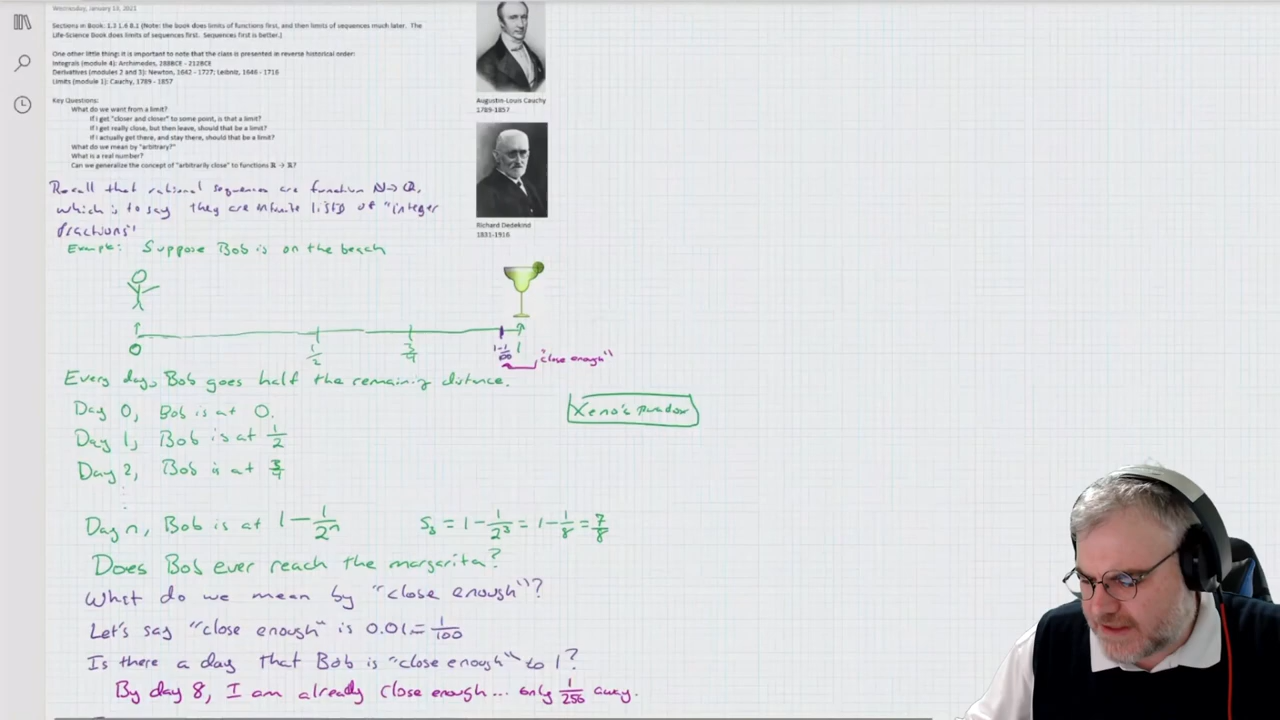 Wednesday, January 13, 2021
Sections in Book: 1.3 1.6 8.1 (Note: the book does limits of functions first, and then limits of sequences much later. The
Life-Science Book does limits of sequences first. Sequences first is better.)
One other little thing: it is important to note that the class is presented in reverse historical order:
Integrals (module 4): Archimedes, 288BCE - 212BCE
Derivatives (modules 2 and 3): Newton, 1642 - 1727; Leibniz, 1646 - 1716
Limits (module 1): Cauchy, 1789 - 1857
Key Questions:
What do we want from a limit?
If I get "closer and closer" to some point, is that a limit?
If I get really close, but then leave, should that be a limit?
If I actually get there, and stay there, should that be a limit?
What do we mean by "arbitrary?"
What is a real number?
Can we generalize the concept of "arbitrarily close" to functions ℝ → ℝ?
Augustin-Louis Cauchy
1789-1857
Richard Dedekind
1831-1916
Recall that rational sequences are function ℕ→ℚ,
which is to say they are infinite lists of "integer
fractions"
Example: Suppose Bob is on the beach
0 1/2 3/4 1-1/100 1
"close enough"
Every day, Bob goes half the remaining distance.
Day 0, Bob is at 0.
Xeno's Paradox
Day 1, Bob is at 1/2
Day 2, Bob is at 3/4
⋮
Day n, Bob is at 1 - 1/2ⁿ S₃ = 1 - 1/2³ = 1 - 1/8 = 7/8
Does Bob ever reach the margarita?
What do we mean by "close enough"?
Let's say "close enough" is 0.01 = 1/100
Is there a day that Bob is "close enough" to 1?
By day 8, I am already close enough... only 1/256 away.